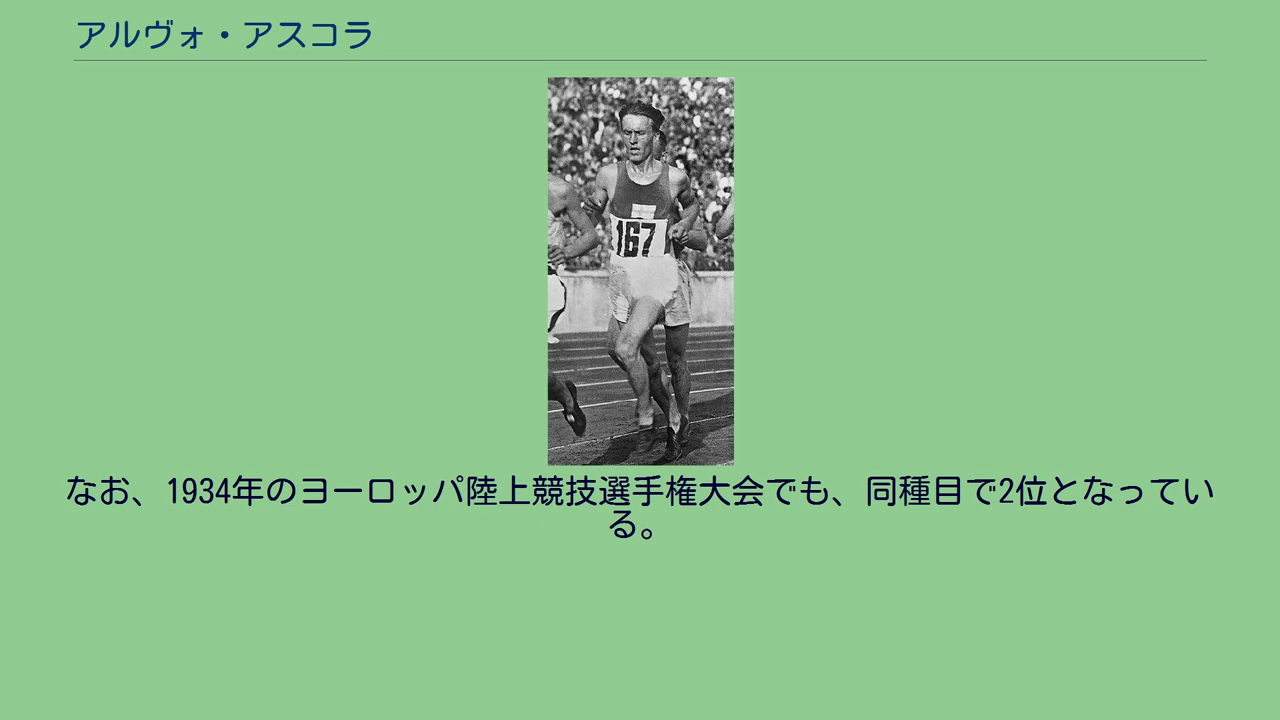 アルヴォ・アスコラ
167
なお、1934年のヨーロッパ陸上競技選手権大会でも、同種目で2位となってい
る。